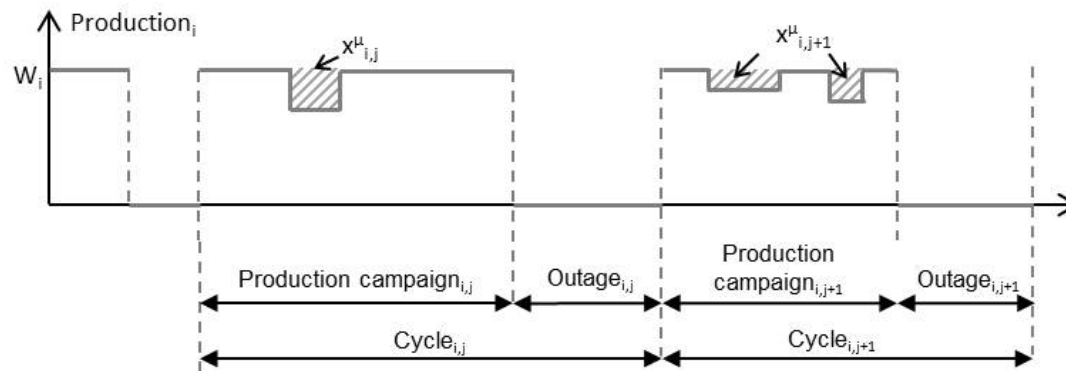 Production_i
x^μ_i,j
x^μ_i,j+1
W_i
Production campaign_i,j
Outage_i,j
Production
campaign_i,j+1
Outage_i,j+1
Cycle_i,j
Cycle_i,j+1